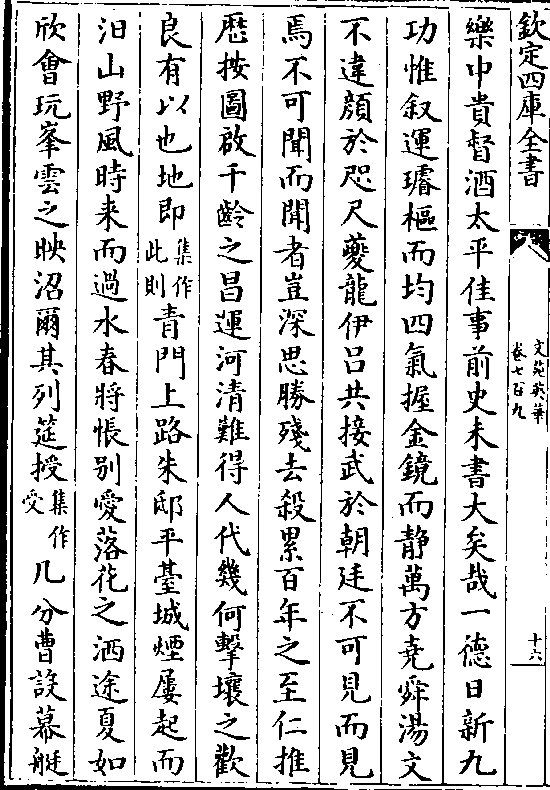 欽定四庫全書
文苑英華
卷七百九
十六
樂中貴督酒太平佳事前史未書大矣哉一德日新九
功惟叙運璿樞而均四氣握金鏡而静萬方堯舜湯文
不違顔於咫尺夔龍伊吕共接武於朝廷不可見而見
焉不可聞而聞者豈深思勝殘去殺累百年之至仁推
歴按圖啟千齡之昌運河清難得人代幾何擊壤之歡
良有以也地即集作此則青門上路朱邸平臺城煙屢起而
汨山野風時来而過水春將悵别愛落花之洒途夏如
欣會玩峯雲之映沼爾其列筵授集作受几分曹設幕艇